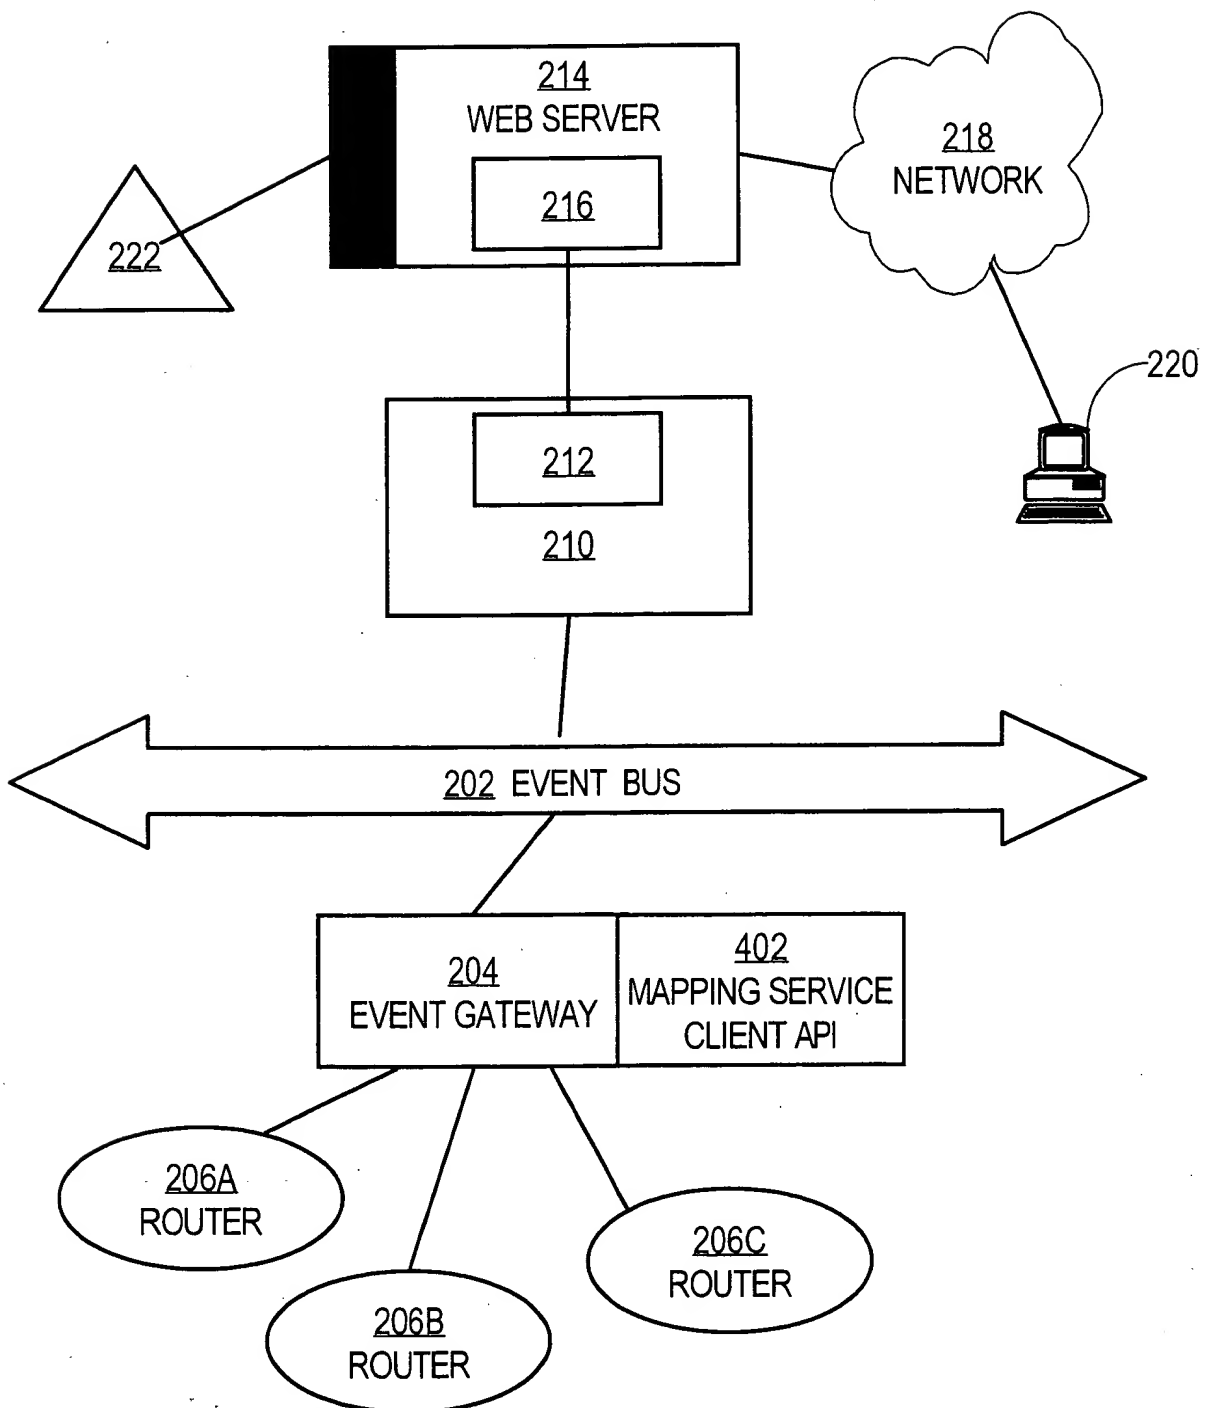 214
WEB SERVER
216
218
NETWORK
222
220
212
210
202 EVENT BUS
204
EVENT GATEWAY
402
MAPPING SERVICE
CLIENT API
206A
ROUTER
206B
ROUTER
206C
ROUTER